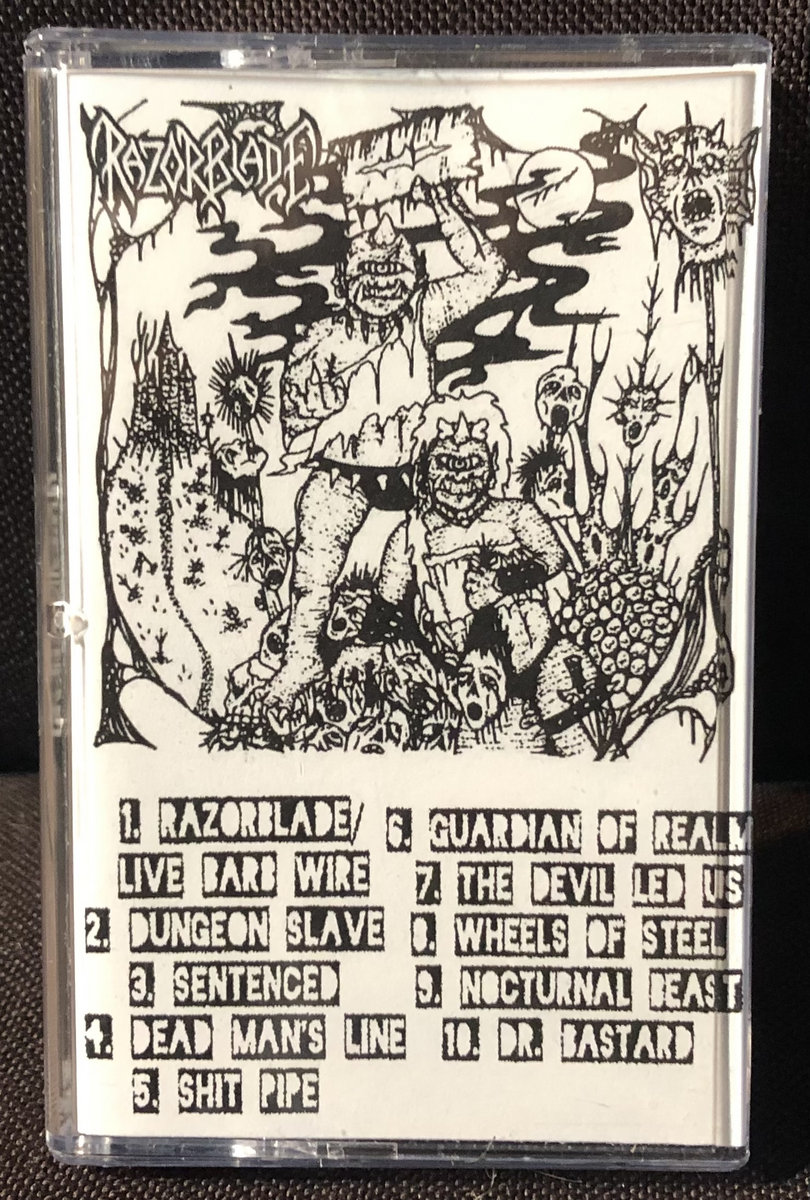 RAZORBLADE
1. RAZORBLADE/
LIVE BARB WIRE
2. DUNGEON SLAVE
3. SENTENCED
4. DEAD MAN'S LINE
5. SHIT PIPE
6. GUARDIAN OF REALM
7. THE DEVIL LED US
8. WHEELS OF STEEL
9. NOCTURNAL BEAST
10. DR. BASTARD